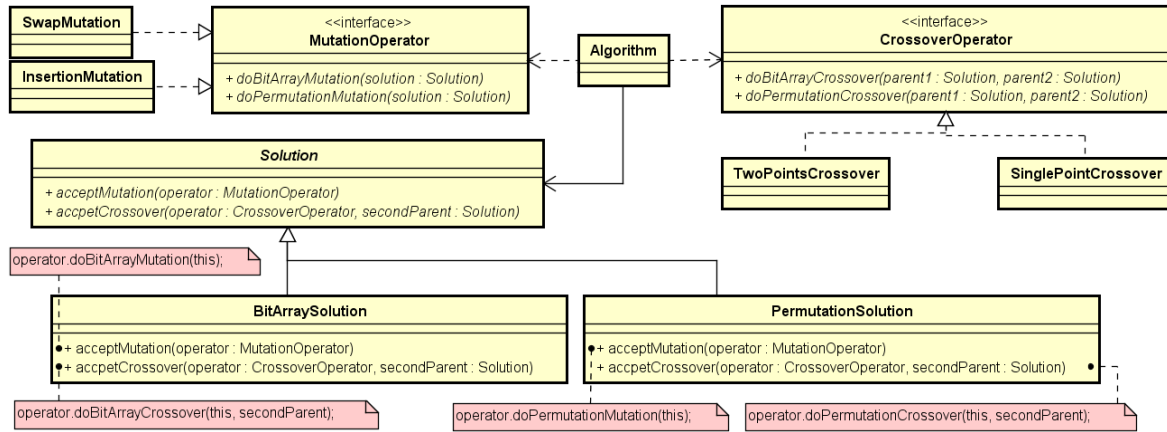 SwapMutation
InsertionMutation
<<interface>>
MutationOperator
+ doBitArrayMutation(solution : Solution)
+ doPermutationMutation(solution : Solution)
Algorithm
<<interface>>
CrossoverOperator
+ doBitArrayCrossover(parent1 : Solution, parent2 : Solution)
+ doPermutationCrossover(parent1 : Solution, parent2 : Solution)
TwoPointsCrossover
SinglePointCrossover
Solution
+ acceptMutation(operator : MutationOperator)
+ accpetCrossover(operator : CrossoverOperator, secondParent : Solution)
operator.doBitArrayMutation(this);
BitArraySolution
+ acceptMutation(operator : MutationOperator)
+ accpetCrossover(operator : CrossoverOperator, secondParent : Solution)
PermutationSolution
+ acceptMutation(operator : MutationOperator)
+ accpetCrossover(operator : CrossoverOperator, secondParent : Solution)
operator.doBitArrayCrossover(this, secondParent);
operator.doPermutationMutation(this);
operator.doPermutationCrossover(this, secondParent);